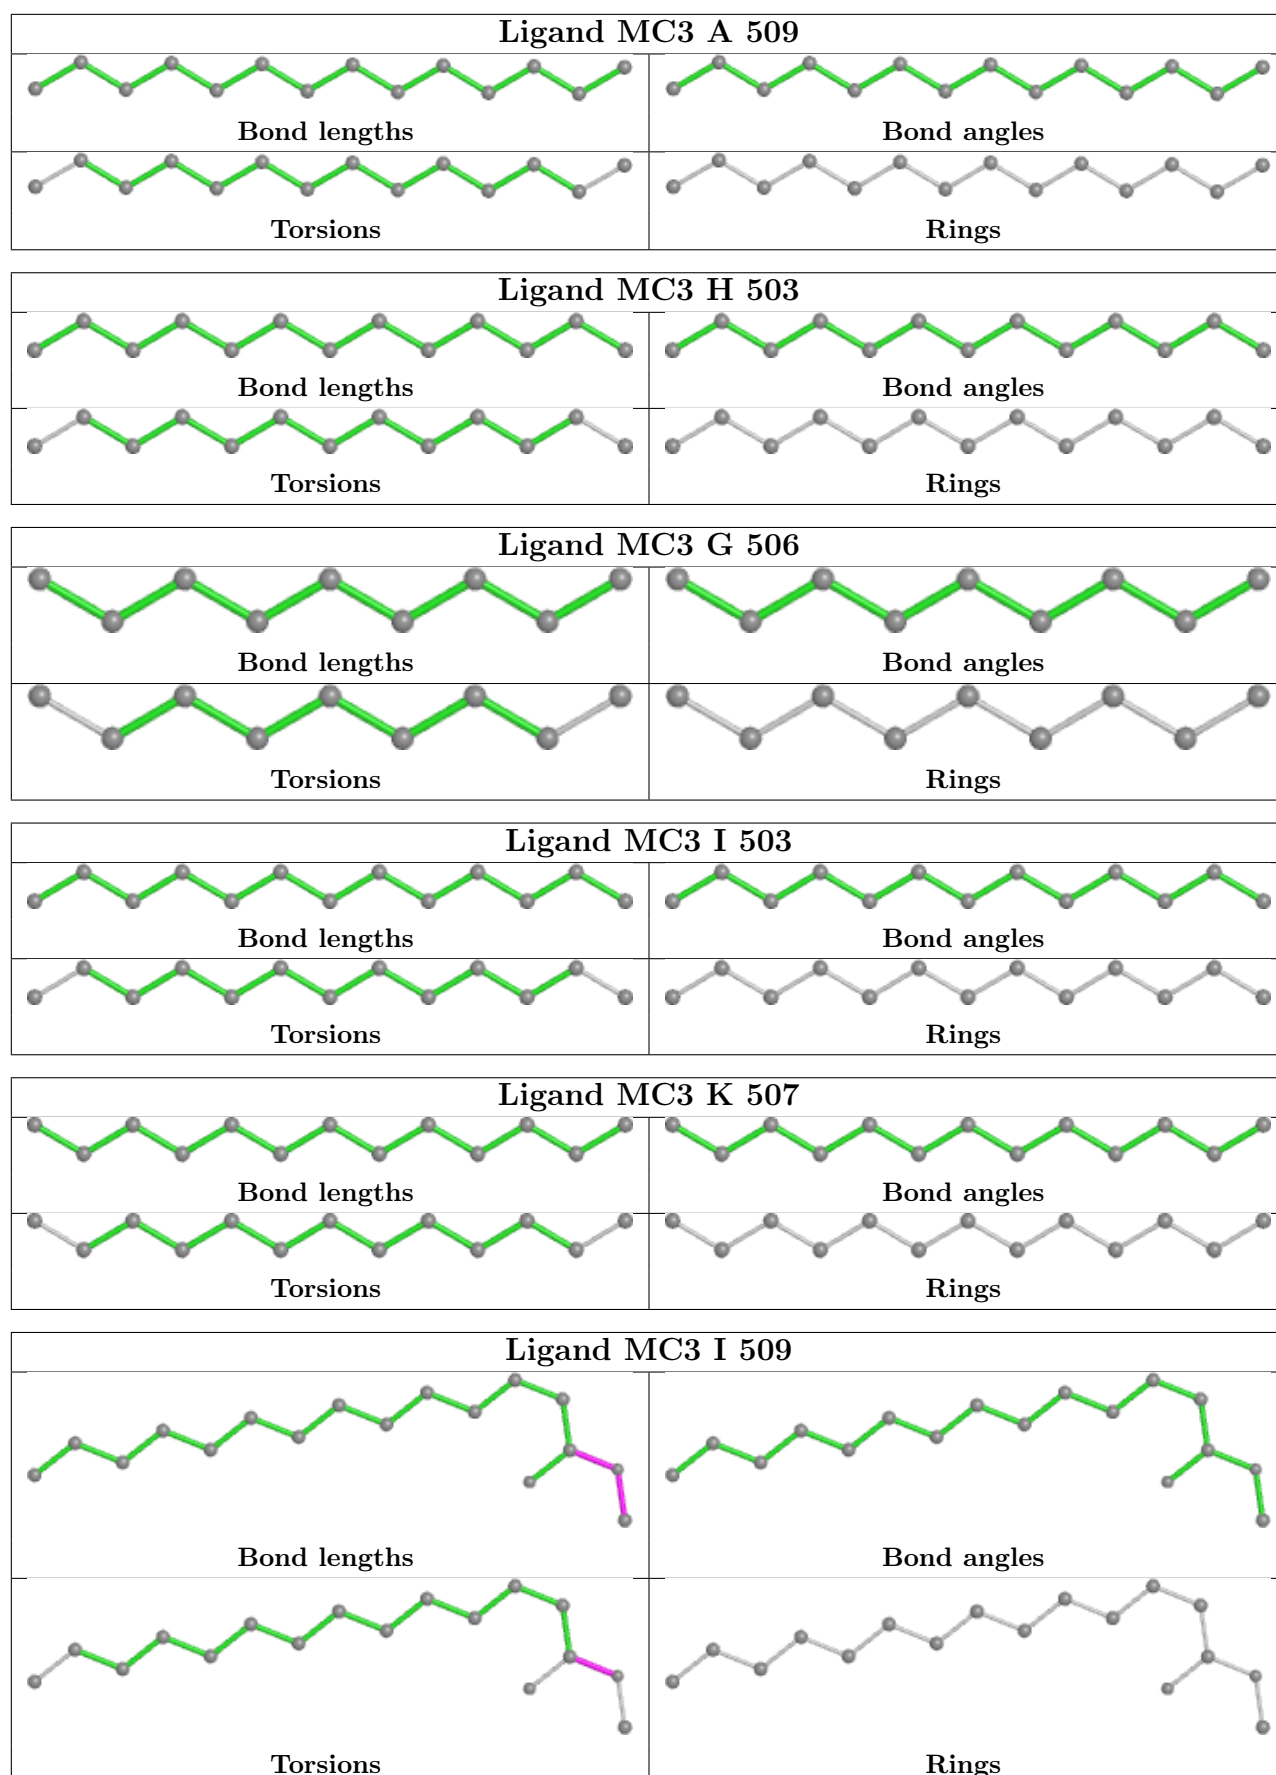 Ligand MC3 A 509
Bond lengths
Bond angles
Torsions
Rings
Ligand MC3 H 503
Bond lengths
Bond angles
Torsions
Rings
Ligand MC3 G 506
Bond lengths
Bond angles
Torsions
Rings
Ligand MC3 I 503
Bond lengths
Bond angles
Torsions
Rings
Ligand MC3 K 507
Bond lengths
Bond angles
Torsions
Rings
Ligand MC3 I 509
Bond lengths
Bond angles
Torsions
Rings